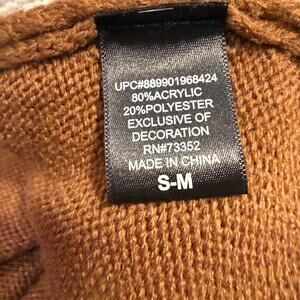 UPC#889901968424
80%ACRYLIC
20%POLYESTER
EXCLUSIVE OF
DECORATION
RN#73352
MADE IN CHINA
S-M